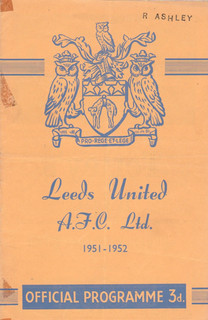 R ASHLEY
PRO·REGE·ET·LEGE
Leeds United
A.F.C. Ltd.
1951-1952
OFFICIAL PROGRAMME 3d.